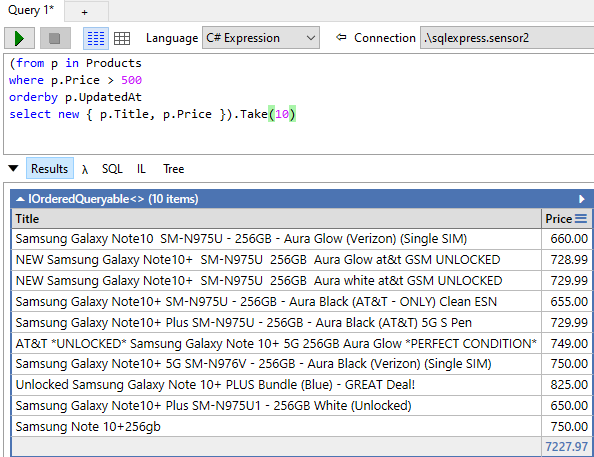 Query 1*
+
Language C# Expression Connection .\sqlexpress.sensor2
(from p in Products
where p.Price > 500
orderby p.UpdatedAt
select new { p.Title, p.Price }).Take(10)
Results λ SQL IL Tree
IOrderedQueryable<> (10 items)
Title Price
Samsung Galaxy Note10  SM-N975U - 256GB - Aura Glow (Verizon) (Single SIM) 660.00
NEW Samsung Galaxy Note10+  SM-N975U  256GB  Aura Glow at&t GSM UNLOCKED 728.99
NEW Samsung Galaxy Note10+  SM-N975U  256GB  Aura white at&t GSM UNLOCKED 729.99
Samsung Galaxy Note10+ SM-N975U - 256GB - Aura Black (AT&T - ONLY) Clean ESN 655.00
Samsung Galaxy Note10+ Plus SM-N975U - 256GB - Aura Black (AT&T) 5G S Pen 729.99
AT&T *UNLOCKED* Samsung Galaxy Note 10+ 5G 256GB Aura Glow *PERFECT CONDITION* 749.00
Samsung Galaxy Note10+ 5G SM-N976V - 256GB - Aura Black (Verizon) (Single SIM) 750.00
Unlocked Samsung Galaxy Note 10+ PLUS Bundle (Blue) - GREAT Deal! 825.00
Samsung Galaxy Note10+ Plus SM-N975U1 - 256GB White (Unlocked) 650.00
Samsung Note 10+256gb 750.00
7227.97